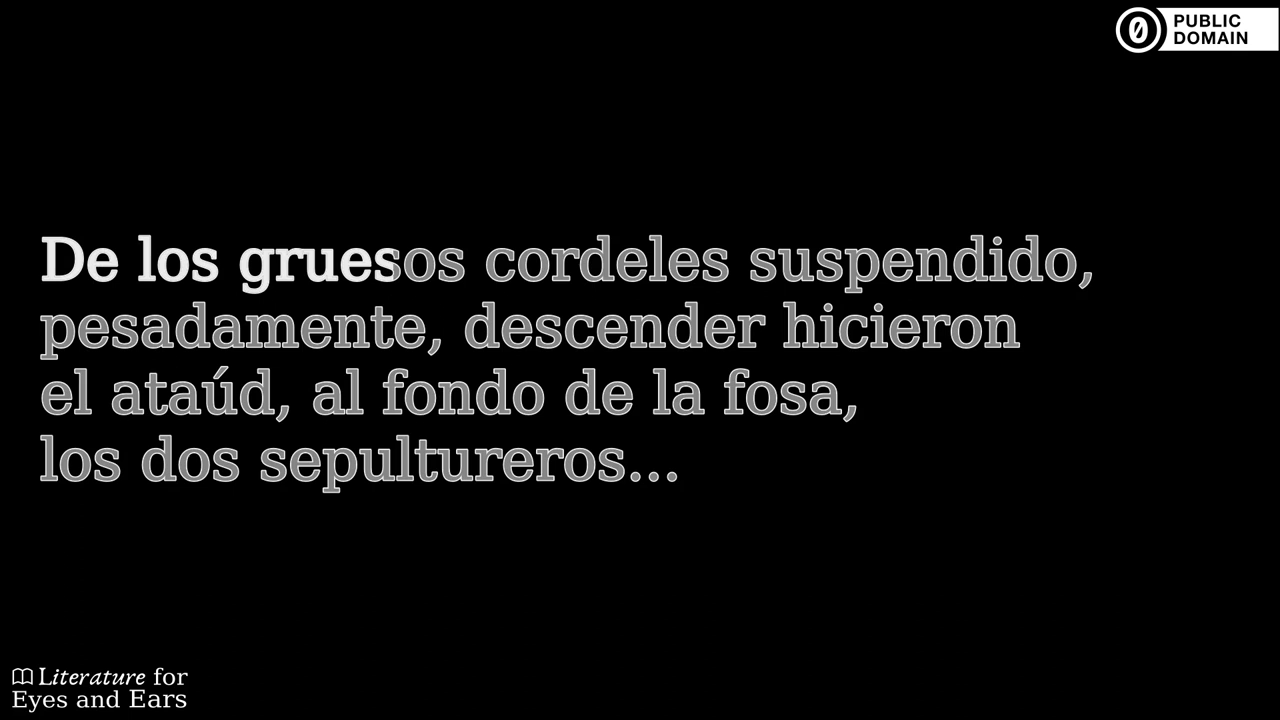 PUBLIC
DOMAIN
De los gruesos cordeles suspendido,
pesadamente, descender hicieron
el ataúd, al fondo de la fosa,
los dos sepultureros...
Literature for
Eyes and Ears